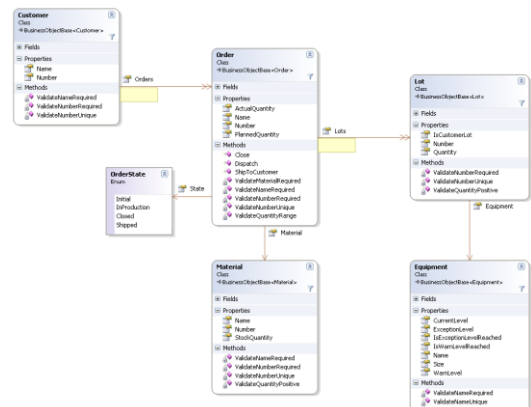 Customer
Class
BusinessObjectBase<Customer>
Fields
Properties
Name
Number
Methods
ValidateNameRequired
ValidateNumberRequired
ValidateNumberUnique
Orders
Order
Class
BusinessObjectBase<Order>
Fields
Properties
ActualQuantity
Name
Number
PlannedQuantity
Methods
Close
Dispatch
ShipToCustomer
ValidateMaterialRequired
ValidateNameRequired
ValidateNumberRequired
ValidateNumberUnique
ValidateQuantityRange
Lots
Lot
Class
BusinessObjectBase<Lot>
Fields
Properties
IsCustomerLot
Number
Quantity
Methods
ValidateNumberRequired
ValidateNumberUnique
ValidateQuantityPositive
OrderState
Enum
Initial
InProduction
Closed
Shipped
State
Material
Equipment
Material
Class
BusinessObjectBase<Material>
Fields
Properties
Name
Number
StockQuantity
Methods
ValidateNameRequired
ValidateNumberRequired
ValidateNumberUnique
ValidateQuantityPositive
Equipment
Class
BusinessObjectBase<Equipment>
Fields
Properties
CurrentLevel
ExceptionLevel
IsExceptionLevelReached
IsWarnLevelReached
Name
Size
WarnLevel
Methods
ValidateNameRequired
ValidateNameUnique